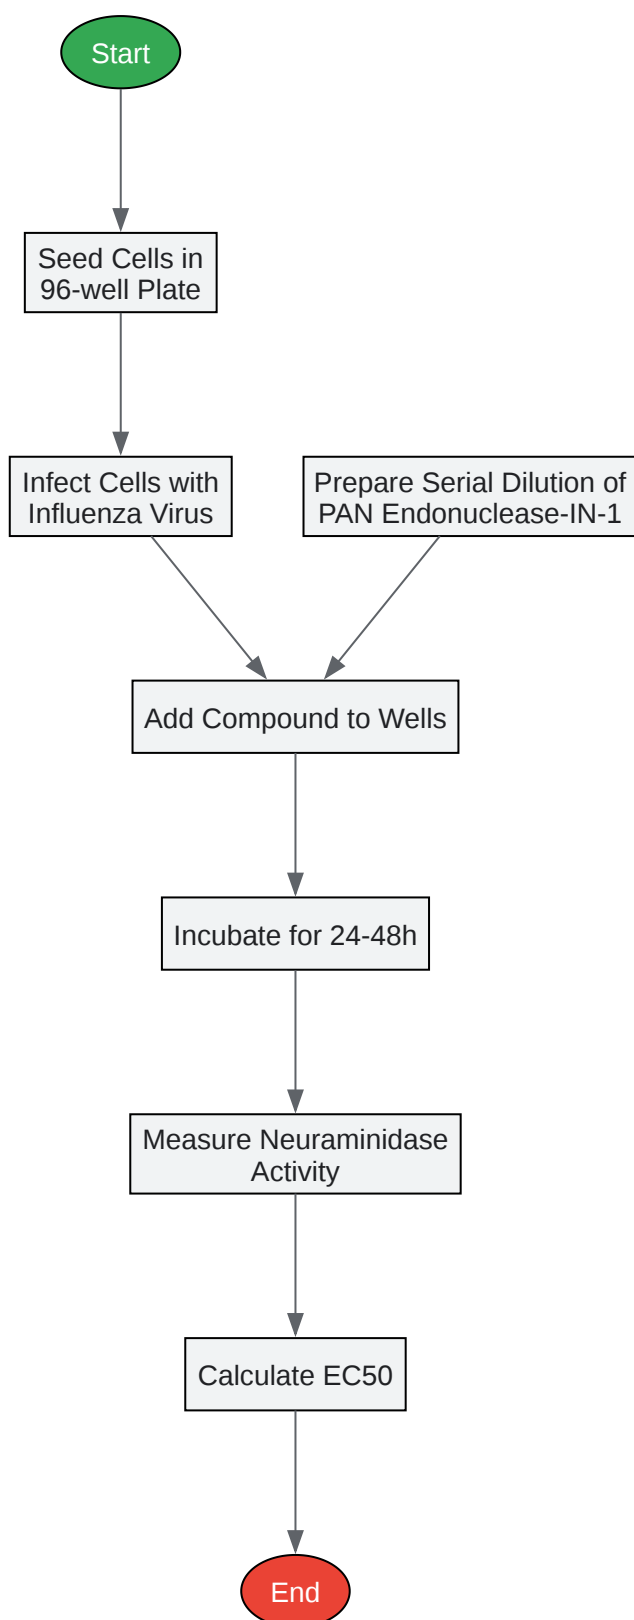 Start
Seed Cells in
96-well Plate
Infect Cells with
Influenza Virus
Prepare Serial Dilution of
PAN Endonuclease-IN-1
Add Compound to Wells
Incubate for 24-48h
Measure Neuraminidase
Activity
Calculate EC50
End